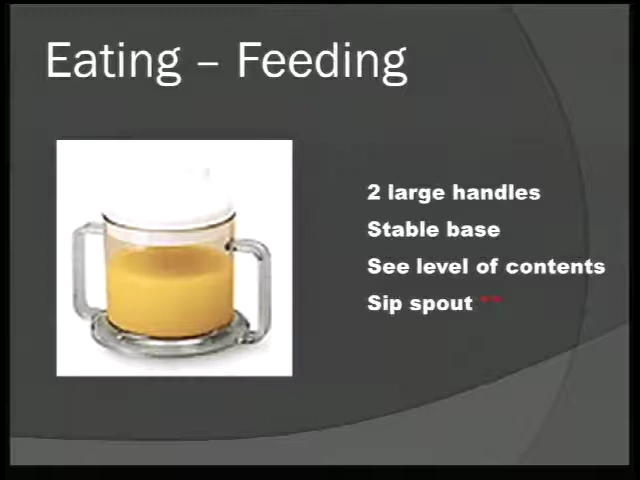 Eating – Feeding
2 large handles
Stable base
See level of contents
Sip spout **